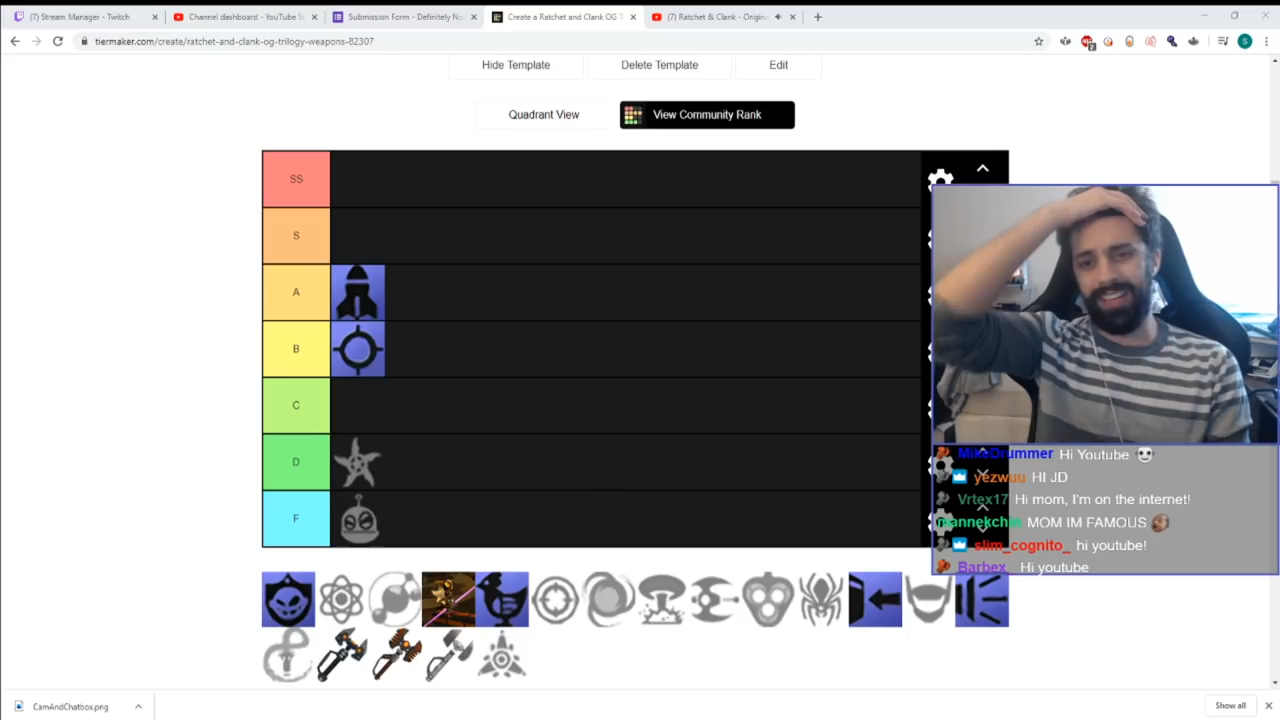 (7) Stream Manager - Twitch
Channel dashboard - YouTube S
Submission Form - Definitely No
Create a Ratchet and Clank OG T
(7) Ratchet & Clank - Origin
tiermaker.com/create/ratchet-and-clank-og-trilogy-weapons-82307
2
S
Hide Template
Delete Template
Edit
Quadrant View
View Community Rank
SS
S
A
B
C
D
F
MikeDrummer Hi Youtube
yezwuu HI JD
Vrtex17 Hi mom, I'm on the internet!
mannekchin MOM IM FAMOUS
slim_cognito_ hi youtube!
Barbex Hi youtube
CamAndChatbox.png
Show all